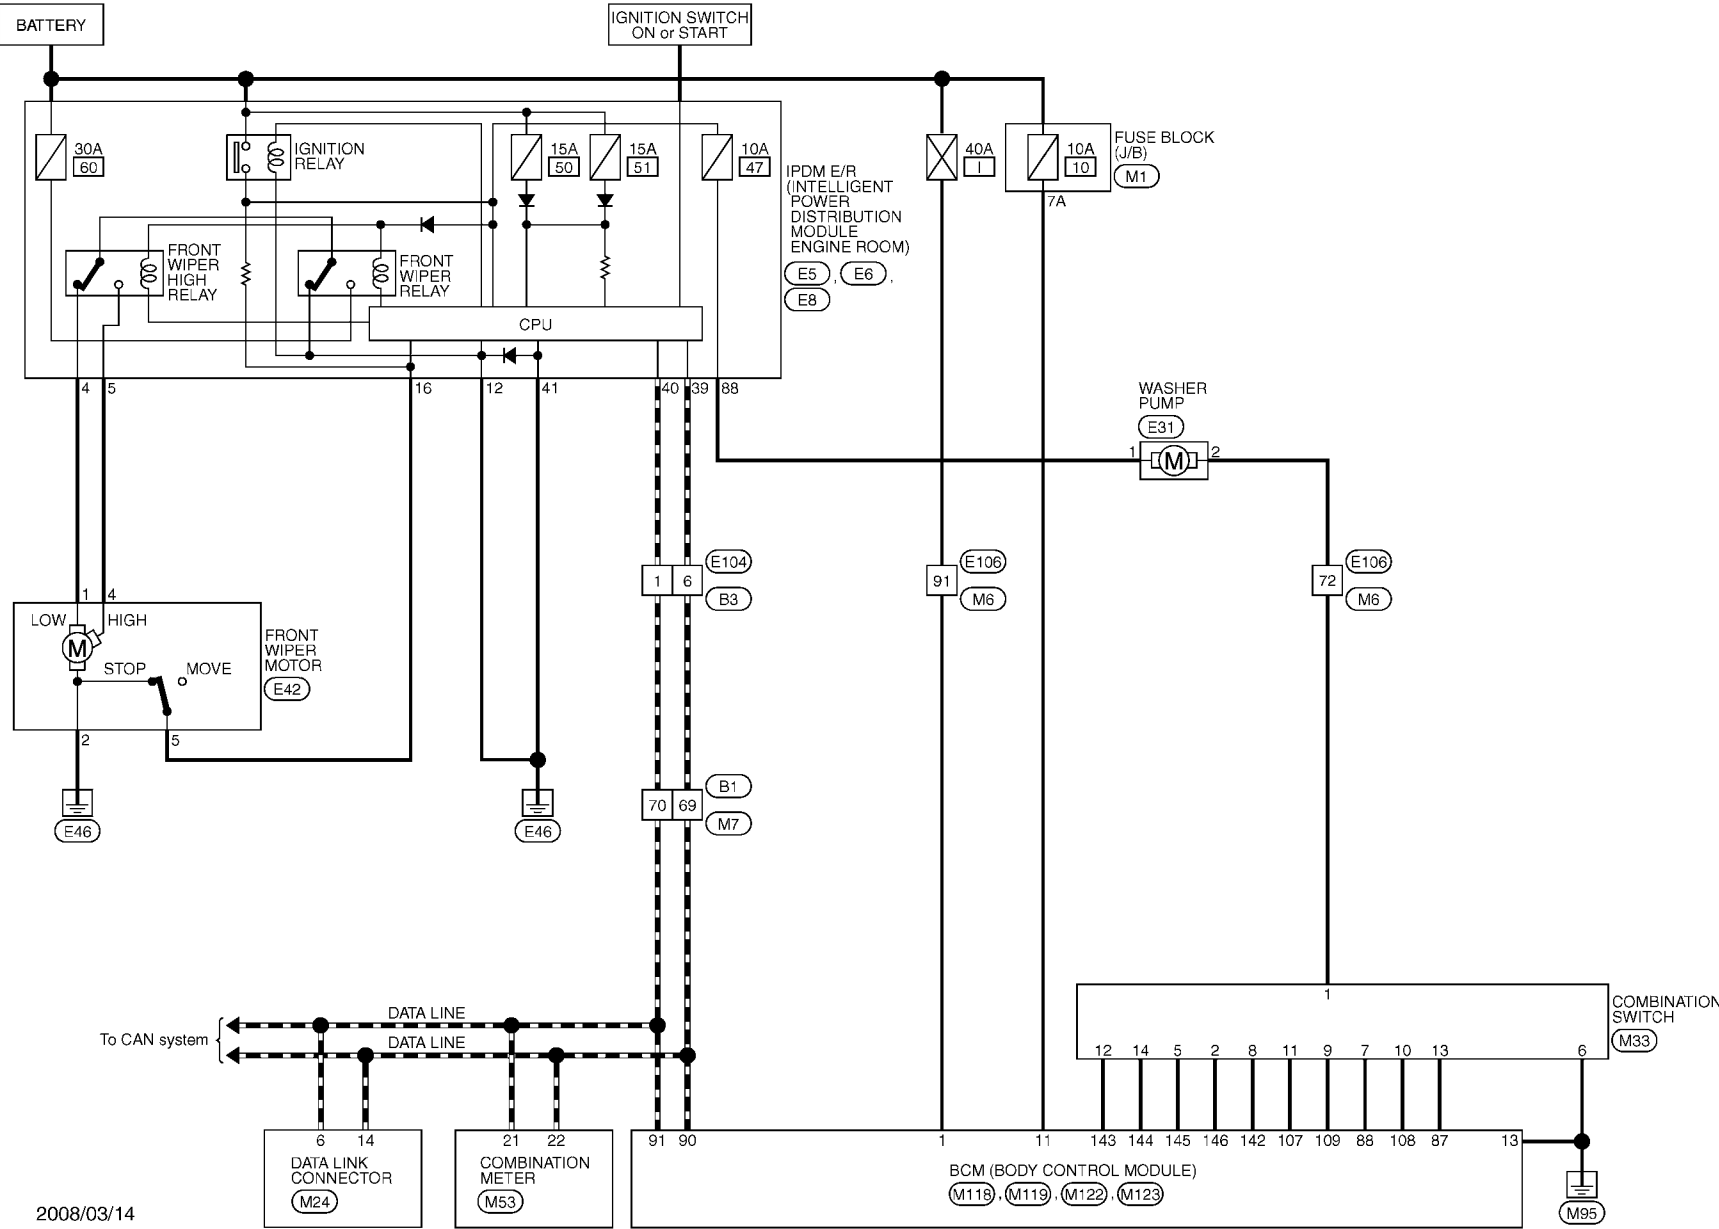 BATTERY
IGNITION SWITCH
ON or START
30A
60
IGNITION
RELAY
15A
50
15A
51
10A
47
40A
I
10A
10
FUSE BLOCK
(J/B)
M1
7A
IPDM E/R
(INTELLIGENT
POWER
DISTRIBUTION
MODULE
ENGINE ROOM)
E5 , E6 ,
E8
FRONT
WIPER
HIGH
RELAY
FRONT
WIPER
RELAY
CPU
4 5 16 12 41 40 39 88
WASHER
PUMP
E31
1 M 2
1 6
E104
B3
91
E106
M6
72
E106
M6
1 4
LOW HIGH
M
STOP MOVE
FRONT
WIPER
MOTOR
E42
2 5
E46
E46
70 69
B1
M7
To CAN system
DATA LINE
DATA LINE
1
COMBINATION
SWITCH
M33
12 14 5 2 8 11 9 7 10 13 6
6 14
DATA LINK
CONNECTOR
M24
21 22
COMBINATION
METER
M53
91 90 1 11 143 144 145 146 142 107 109 88 108 87 13
BCM (BODY CONTROL MODULE)
M118 , M119 , M122 , M123
M95
2008/03/14